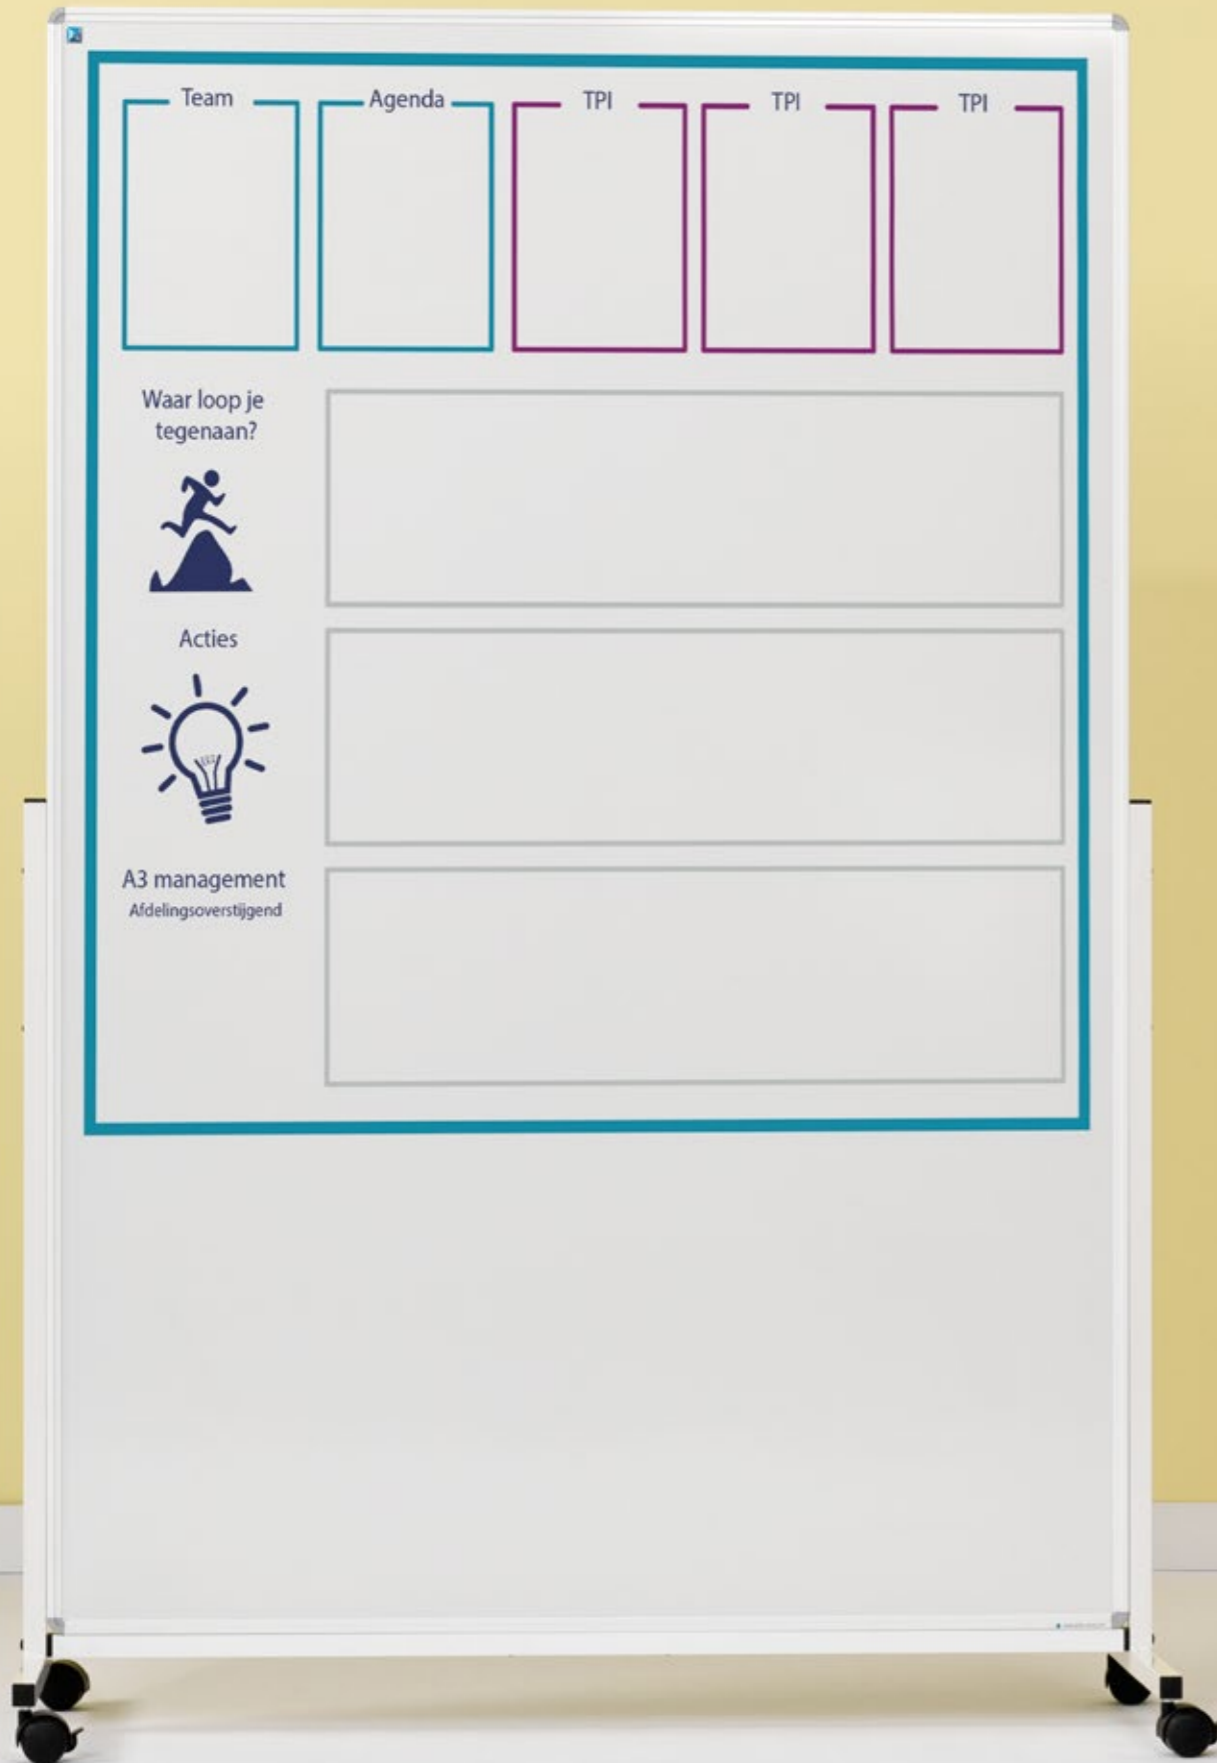 Team
Agenda
TPI
TPI
TPI
Waar loop je
tegenaan?
Acties
A3 management
Afdelingsoverstijgend